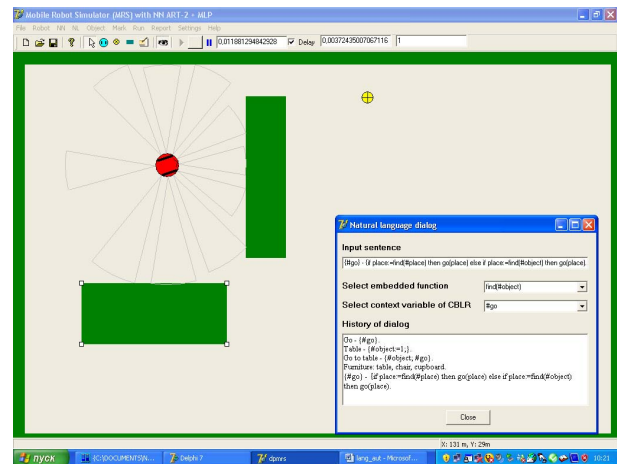 Mobile Robot Simulator (MRS) with NN ART-2 + MLP
File Robot NN NL Object Mark Run Report Settings Help
0,011881294842928 Delay 0,00372435007067116 1
Natural language dialog
Input sentence
{#go} - {if place:=find(#place) then go(place) else if place:=find(#object) then go(place).
Select embedded function find(#object)
Select context variable of CBLR #go
History of dialog
Go - {#go}.
Table - {#object:=1;}.
Go to table - {#object; #go}.
Furniture: table, chair, cupboard.
{#go} - {if place:=find(#place) then go(place) else if place:=find(#object)
then go(place).
Close
X: 131 m, Y: 29m
пуск C:\DOCUMENTS\N... Delphi 7 dpmrs lang_aut - Microsof... 10:21